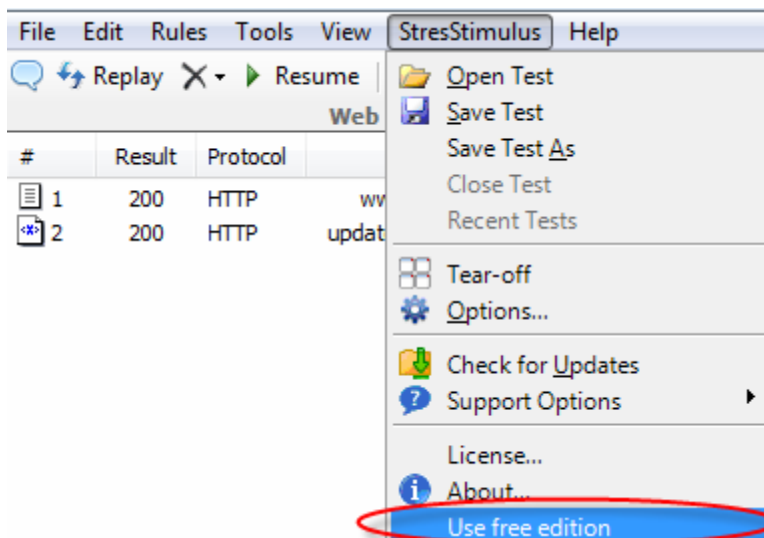 File Edit Rules Tools View StresStimulus Help
Replay Resume
Web
# Result Protocol
1 200 HTTP
2 200 HTTP
Open Test
Save Test
Save Test As
Close Test
Recent Tests
Tear-off
Options...
Check for Updates
Support Options
License...
About...
Use free edition